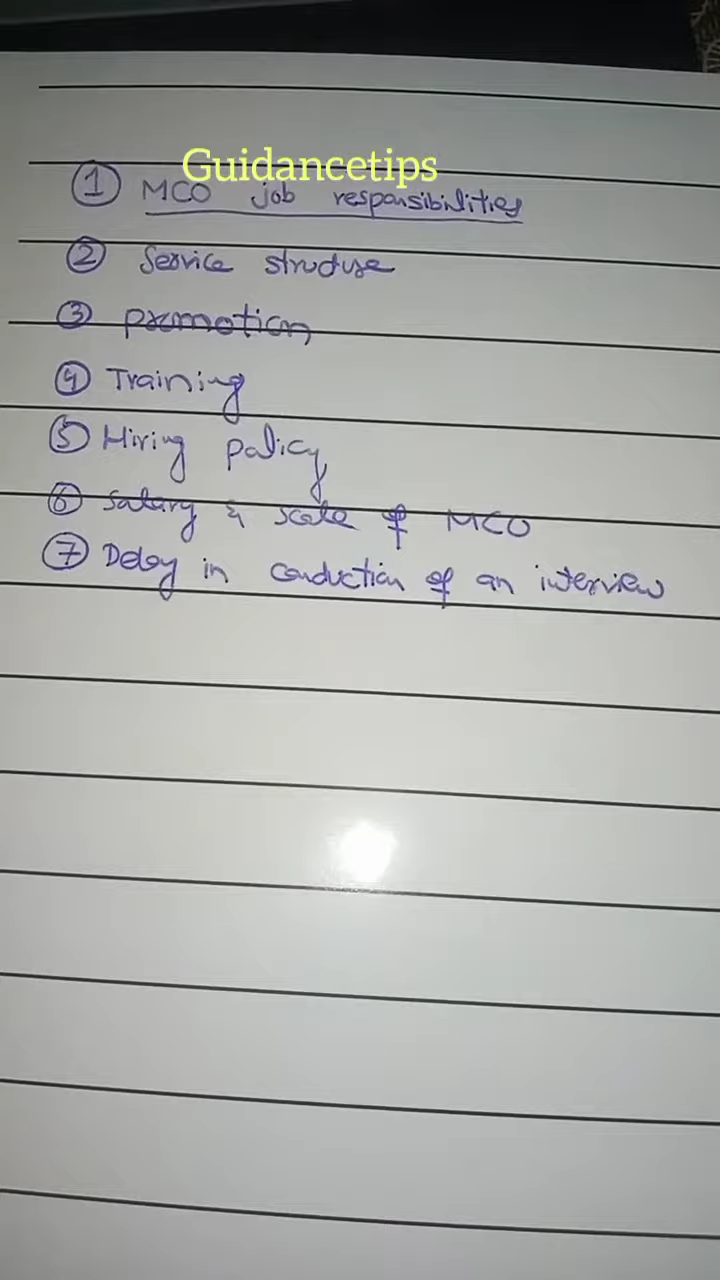 Guidancetips
① MCO job responsibilities
② Service structure
③ promotion
④ Training
⑤ Hiring policy
⑥ Salary & scale of MCO
⑦ Delay in conduction of an interview